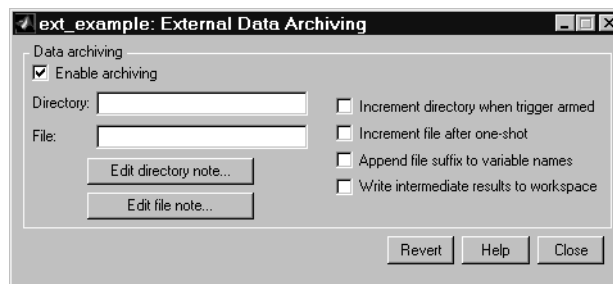 ext_example: External Data Archiving
Data archiving
Enable archiving
Directory:
File:
Edit directory note...
Edit file note...
Increment directory when trigger armed
Increment file after one-shot
Append file suffix to variable names
Write intermediate results to workspace
Revert Help Close